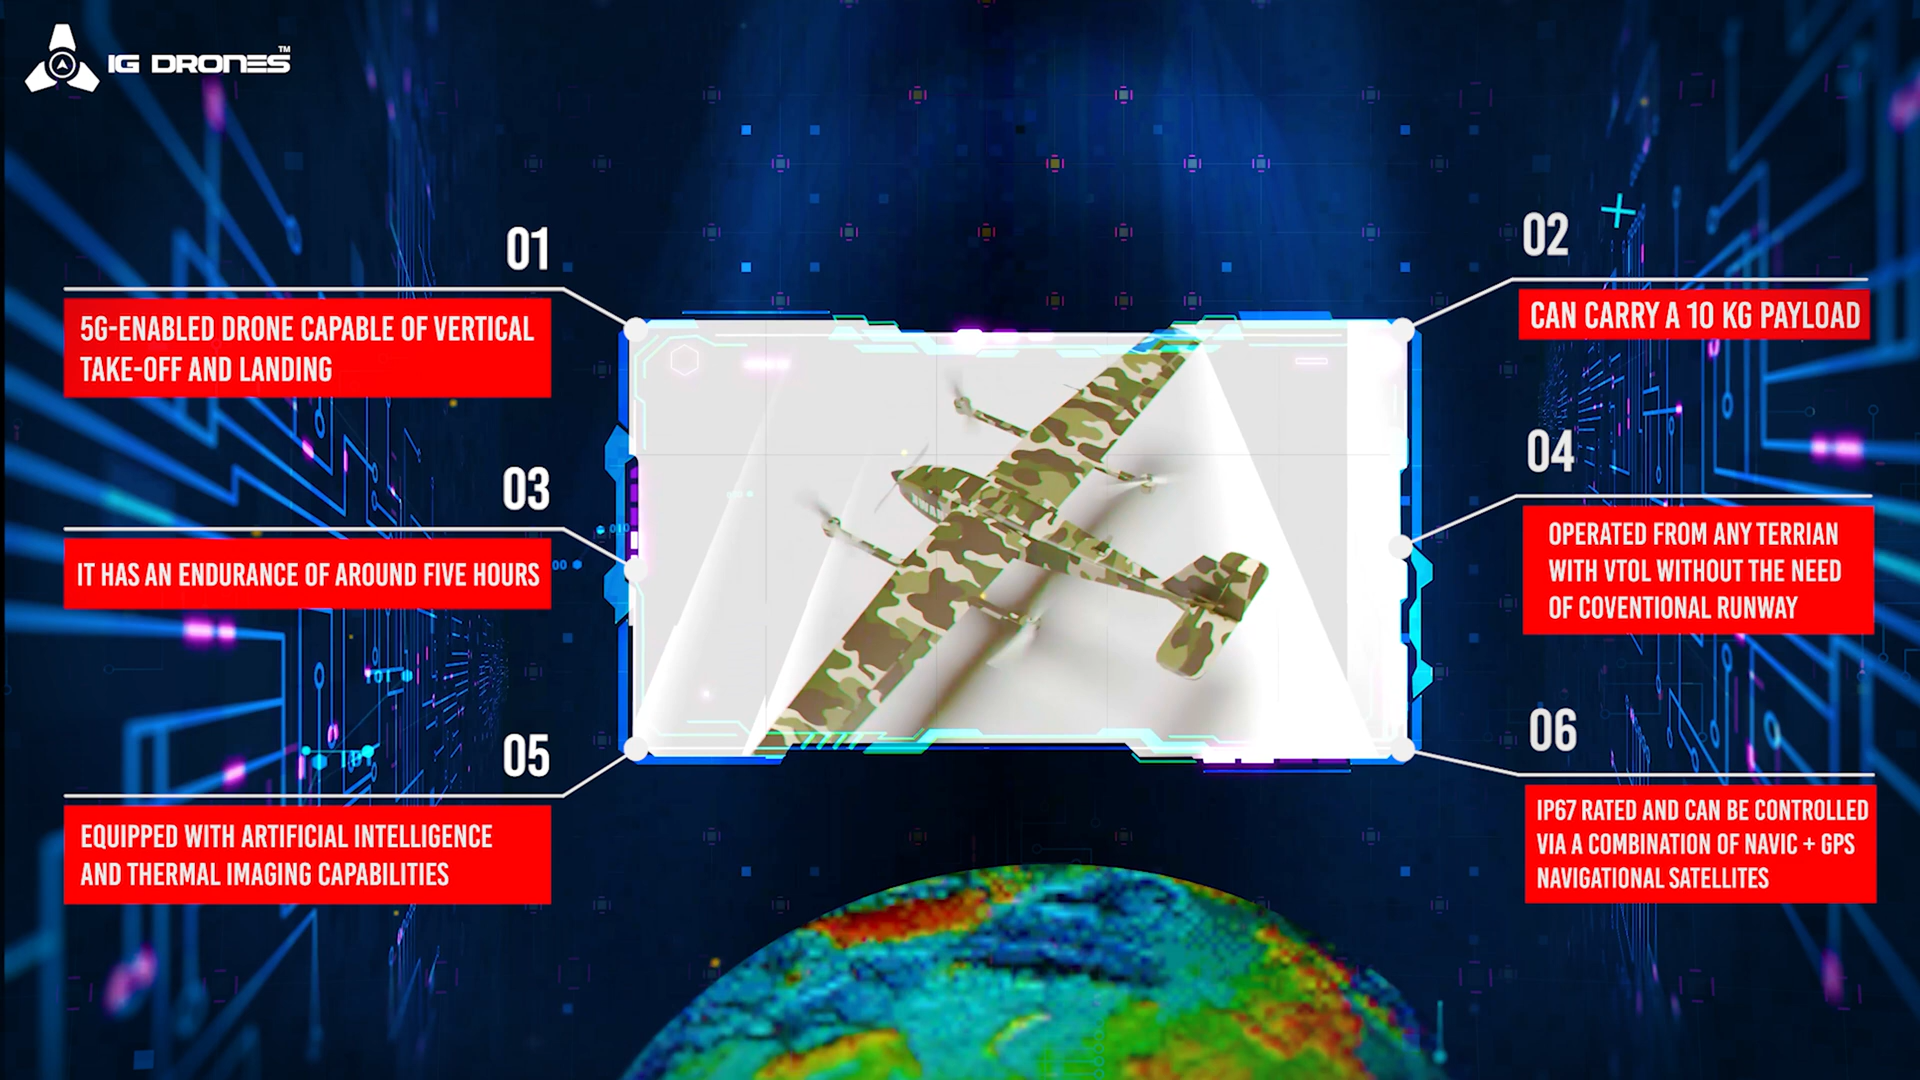 IG DRONES™
01
5G-ENABLED DRONE CAPABLE OF VERTICAL
TAKE-OFF AND LANDING
02
CAN CARRY A 10 KG PAYLOAD
03
IT HAS AN ENDURANCE OF AROUND FIVE HOURS
04
OPERATED FROM ANY TERRIAN
WITH VTOL WITHOUT THE NEED
OF COVENTIONAL RUNWAY
05
EQUIPPED WITH ARTIFICIAL INTELLIGENCE
AND THERMAL IMAGING CAPABILITIES
06
IP67 RATED AND CAN BE CONTROLLED
VIA A COMBINATION OF NAVIC + GPS
NAVIGATIONAL SATELLITES